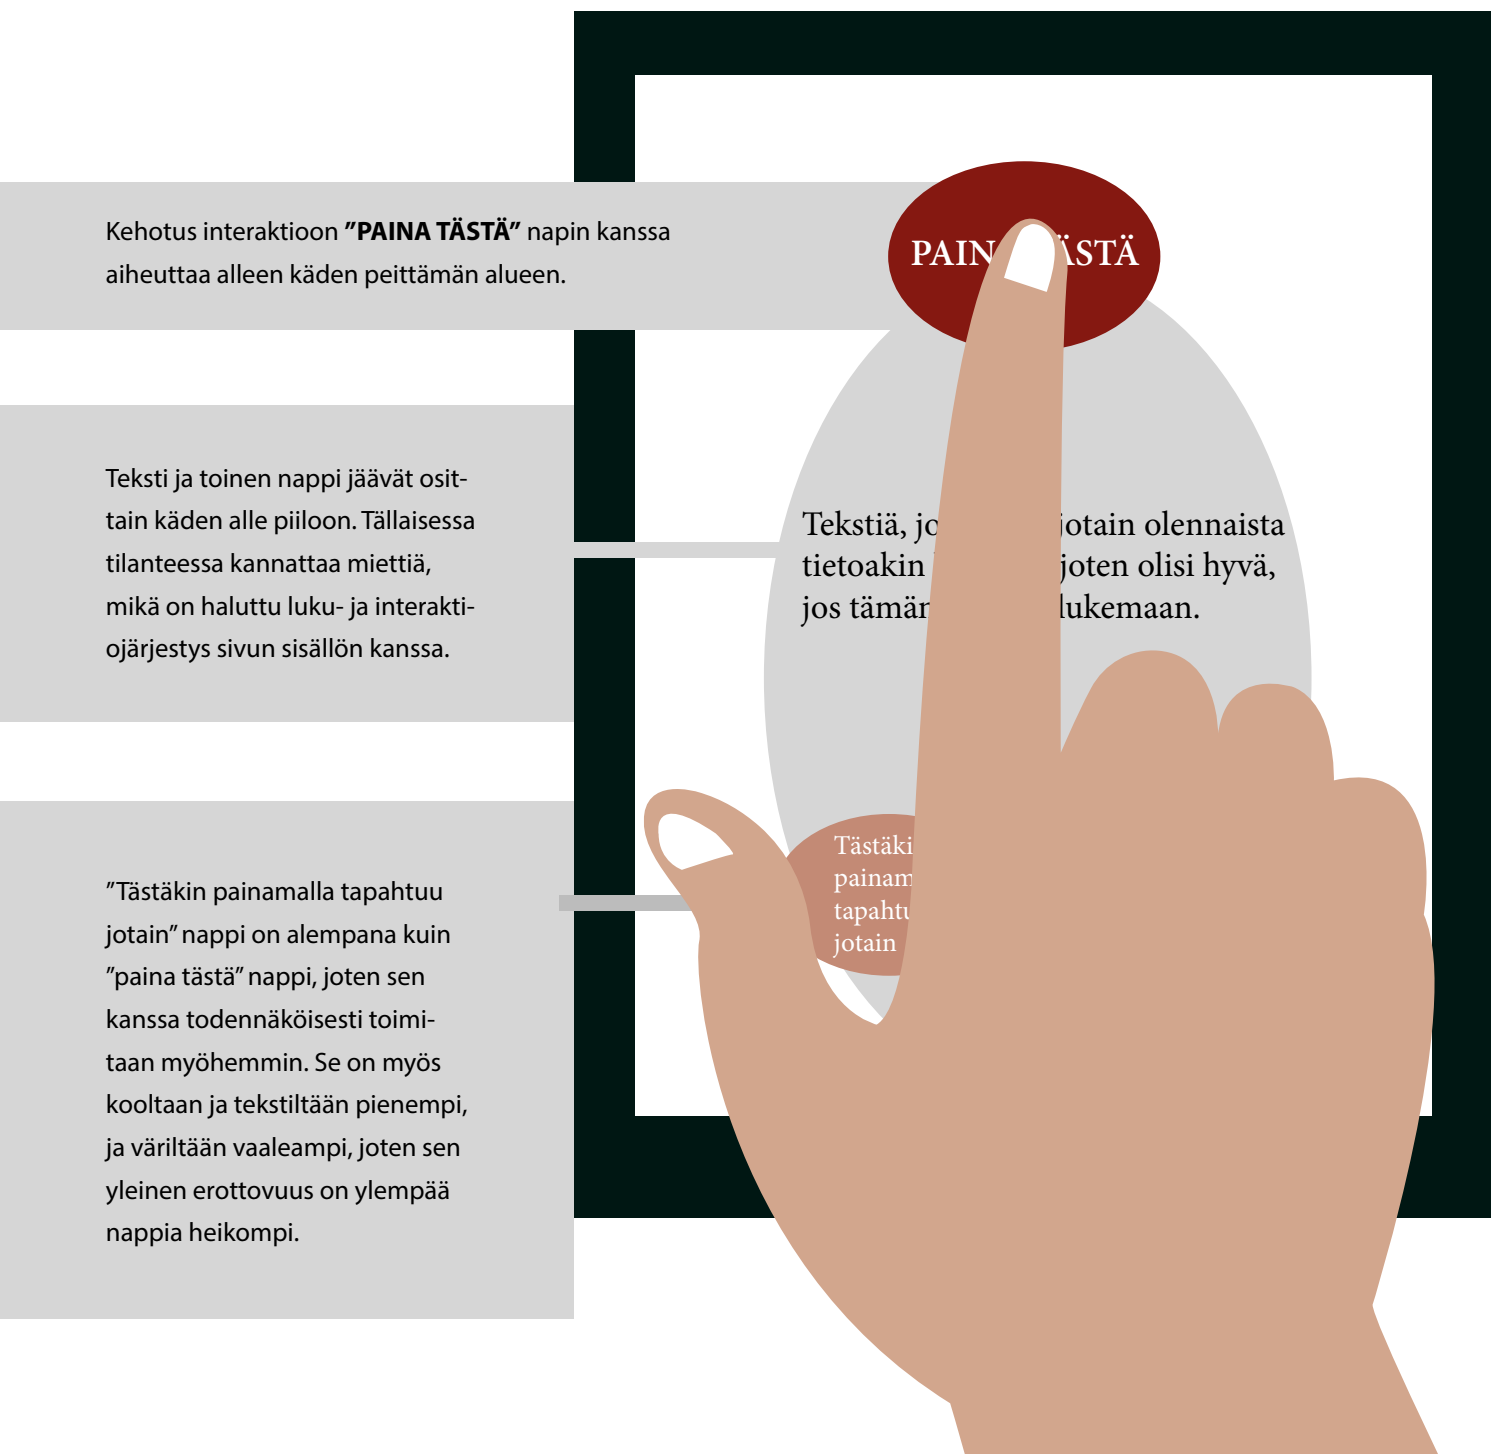 Kehotus interaktioon ”PAINA TÄSTÄ” napin kanssa
aiheuttaa alleen käden peittämän alueen.
Teksti ja toinen nappi jäävät osit-
tain käden alle piiloon. Tällaisessa
tilanteessa kannattaa miettiä,
mikä on haluttu luku- ja interakti-
ojärjestys sivun sisällön kanssa.
”Tästäkin painamalla tapahtuu
jotain” nappi on alempana kuin
”paina tästä” nappi, joten sen
kanssa todennäköisesti toimi-
taan myöhemmin. Se on myös
kooltaan ja tekstiltään pienempi,
ja väriltään vaaleampi, joten sen
yleinen erottovuus on ylempää
nappia heikompi.
PAIN ÄSTÄ
Tekstiä, jo jotain olennaista
tietoakin joten olisi hyvä,
jos tämän lukemaan.
Tästäki
painam
tapahtu
jotain